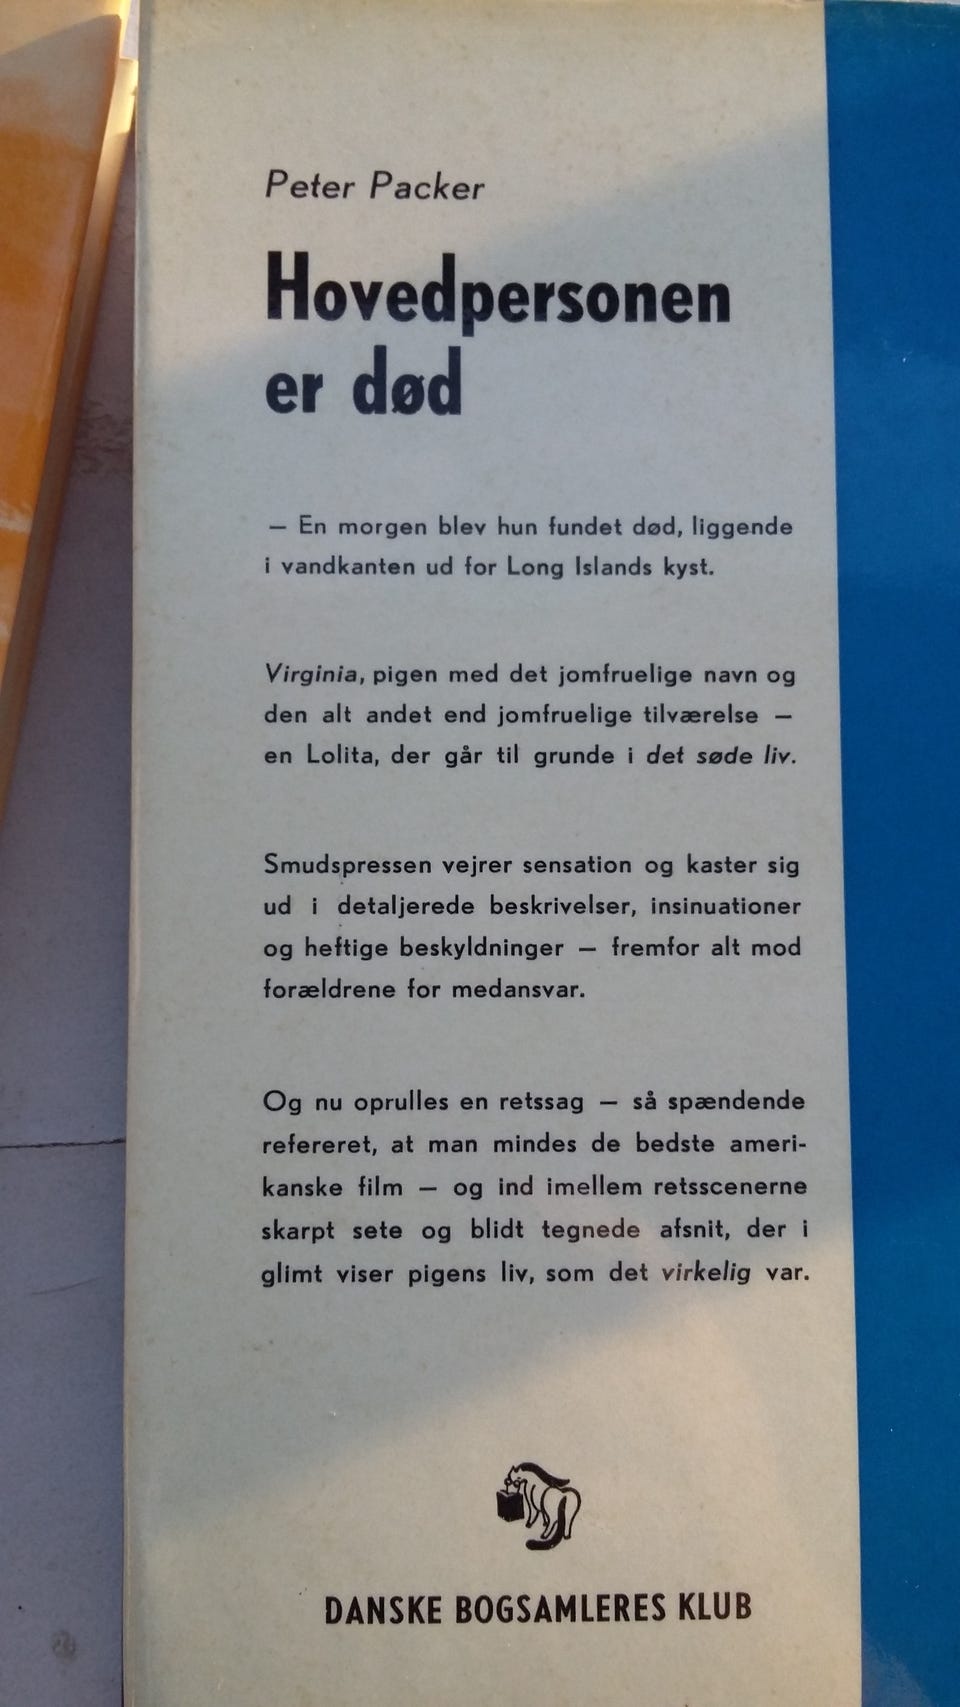 Peter Packer
Hovedpersonen
er død
— En morgen blev hun fundet død, liggende
i vandkanten ud for Long Islands kyst.
Virginia, pigen med det jomfruelige navn og
den alt andet end jomfruelige tilværelse —
en Lolita, der går til grunde i det søde liv.
Smudspressen vejrer sensation og kaster sig
ud i detaljerede beskrivelser, insinuationer
og heftige beskyldninger — fremfor alt mod
forældrene for medansvar.
Og nu oprulles en retssag — så spændende
refereret, at man mindes de bedste ameri-
kanske film — og ind imellem retsscenerne
skarpt sete og blidt tegnede afsnit, der i
glimt viser pigens liv, som det virkelig var.
DANSKE BOGSAMLERES KLUB